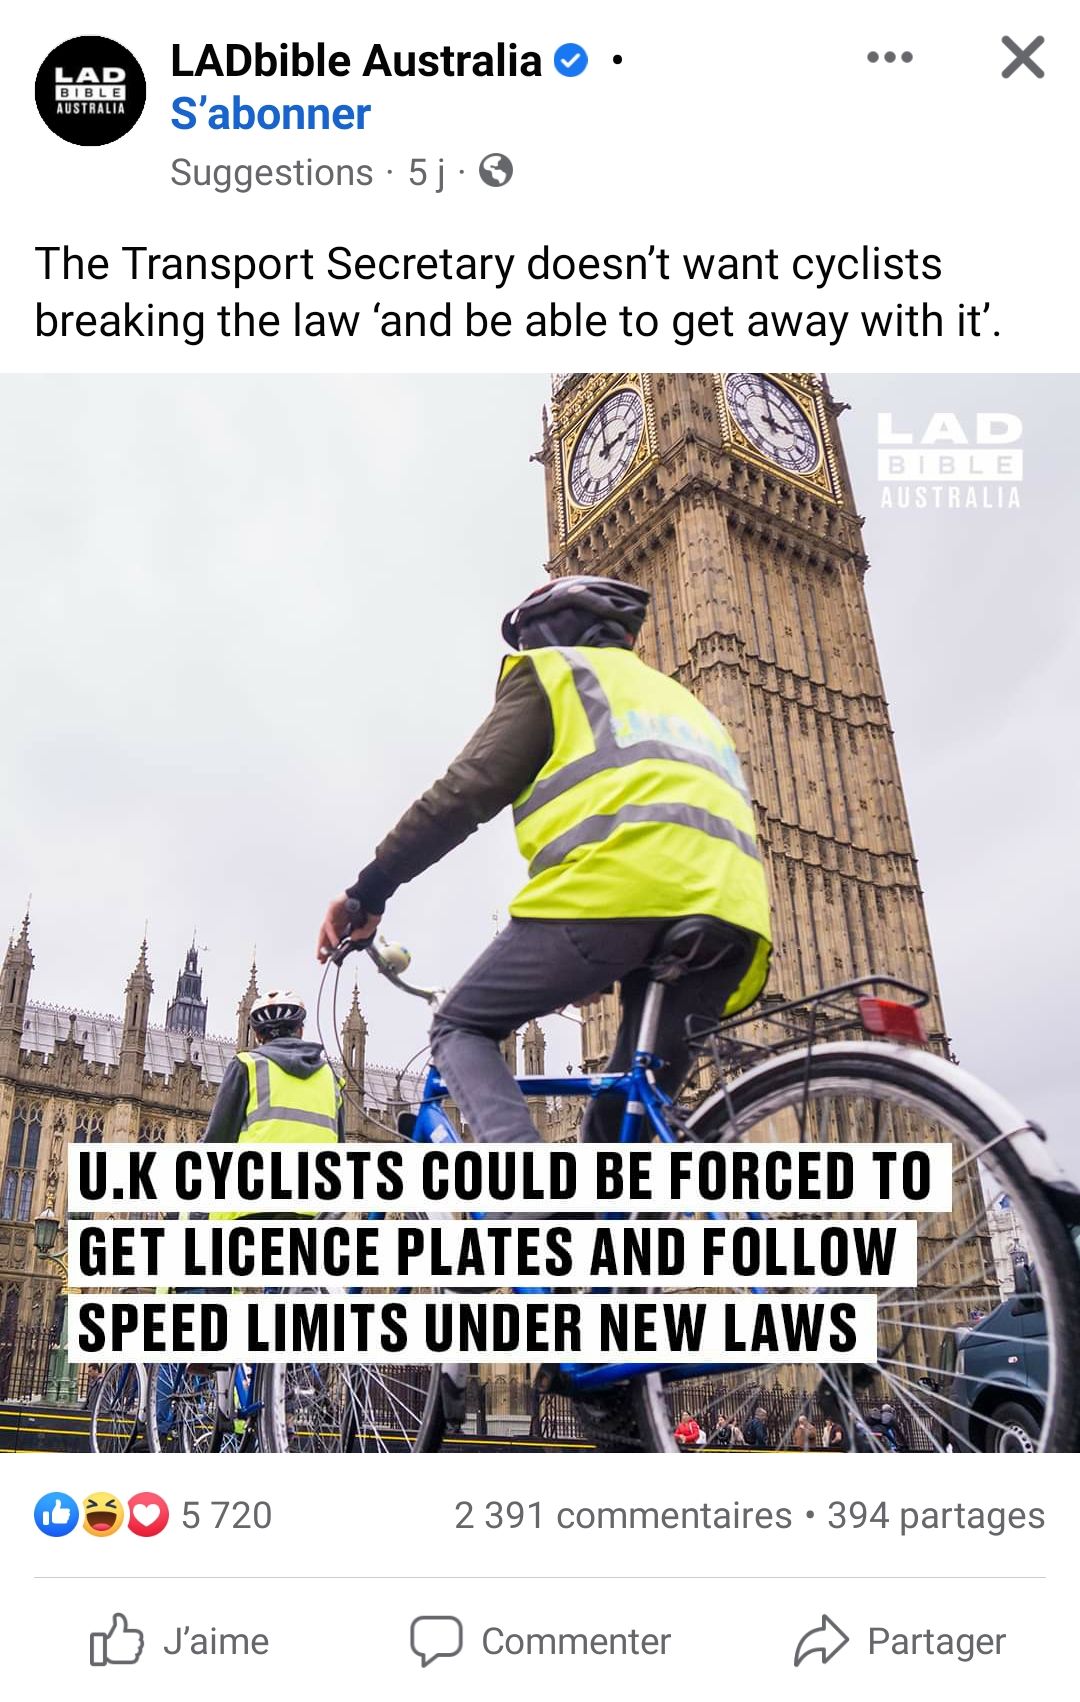 LAD
BIBLE
AUSTRALIA
LADbible Australia •
S’abonner
Suggestions · 5 j ·
The Transport Secretary doesn’t want cyclists
breaking the law ‘and be able to get away with it’.
LAD
BIBLE
AUSTRALIA
U.K CYCLISTS COULD BE FORCED TO
GET LICENCE PLATES AND FOLLOW
SPEED LIMITS UNDER NEW LAWS
5 720
2 391 commentaires • 394 partages
J’aime
Commenter
Partager